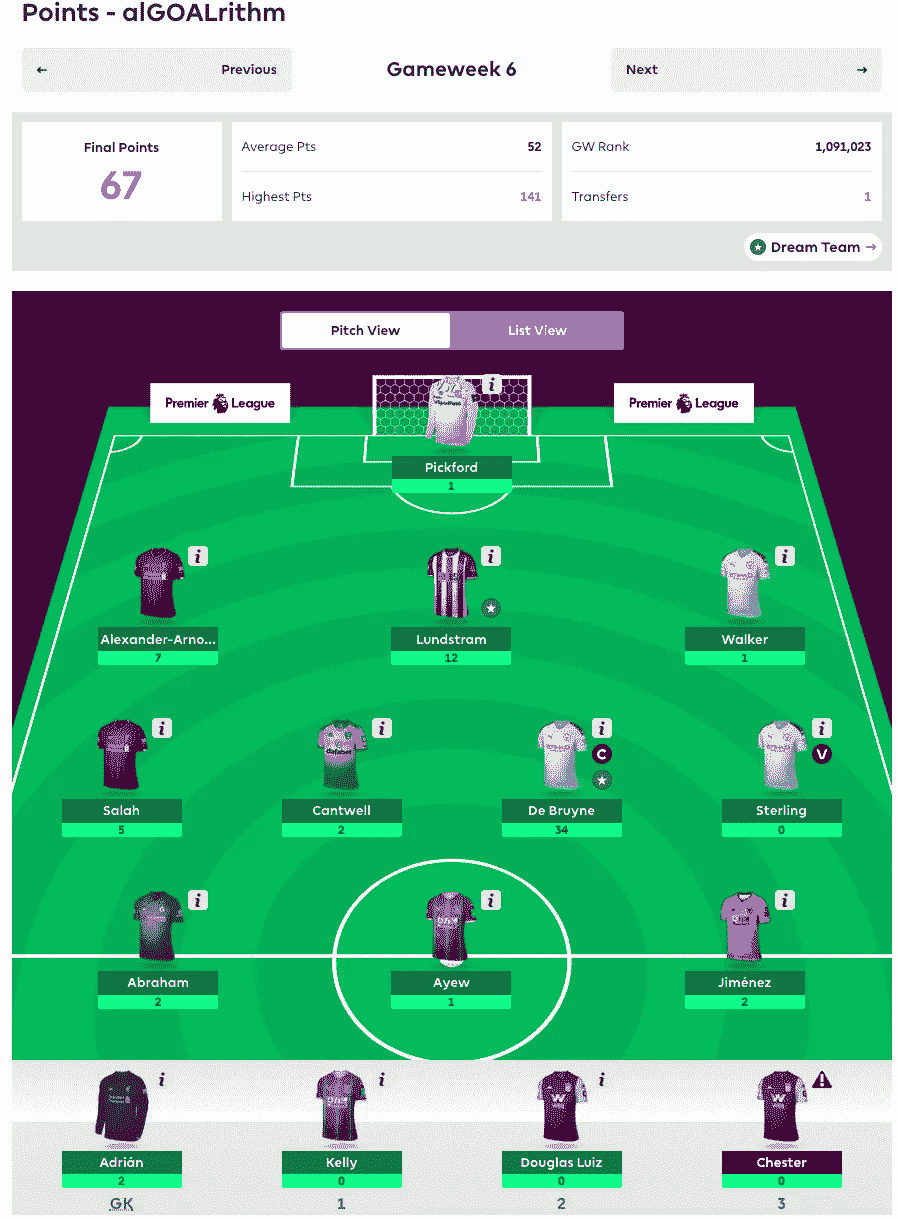 Points - alGOALrithm
← Previous
Gameweek 6
Next →
Final Points
67
Average Pts 52
Highest Pts 141
GW Rank 1,091,023
Transfers 1
Dream Team →
Pitch View
List View
Premier League
Premier League
i
Pickford
1
i
i
i
Alexander-Arno...
Lundstram
Walker
7
12
1
i
i
i
i
C
V
Salah
Cantwell
De Bruyne
Sterling
5
2
34
0
i
i
i
Abraham
Ayew
Jiménez
2
1
2
i
i
i
Adrián
Kelly
Douglas Luiz
Chester
2
0
0
0
GK
1
2
3